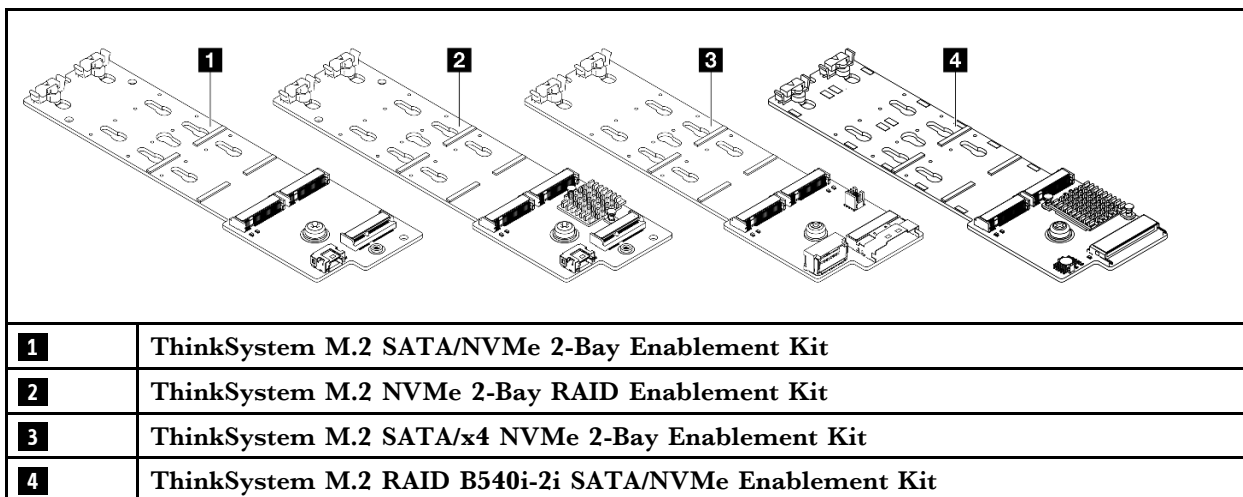 1 2 3 4
1 ThinkSystem M.2 SATA/NVMe 2-Bay Enablement Kit
2 ThinkSystem M.2 NVMe 2-Bay RAID Enablement Kit
3 ThinkSystem M.2 SATA/x4 NVMe 2-Bay Enablement Kit
4 ThinkSystem M.2 RAID B540i-2i SATA/NVMe Enablement Kit